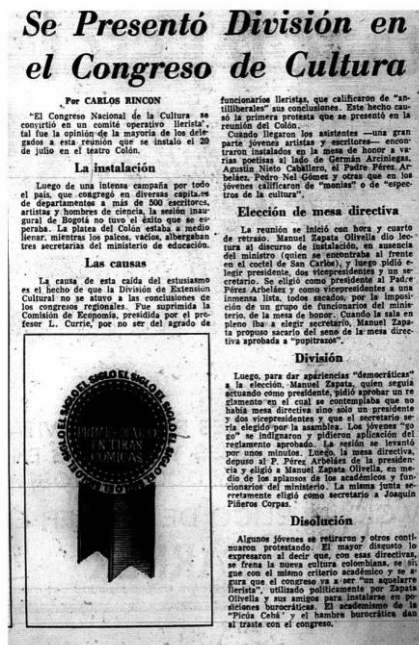 Se Presentó División en
el Congreso de Cultura
Por CARLOS RINCON
"El Congreso Nacional de la Cultura se
convirtió en un comité operativo llerista",
tal fue la opinión de la mayoría de los dele-
gados a esta reunión que se instaló el 20
de julio en el teatro Colón.
La instalación
Luego de una intensa campaña por todo
el país, que congregó en diversas capitales
de departamentos a más de 500 escritores,
artistas y hombres de ciencia, la sesión inau-
gural de Bogotá no tuvo el éxito que se es-
peraba. La platea del Colón estaba a medio
llenar, mientras los palcos, vacíos, albergaban
tres secretarias del ministerio de educación.
Las causas
La causa de esta caída del estusiasmo
es el hecho de que la División de Extensión
Cultural no se atuvo a las conclusiones de
los congresos regionales. Fue suprimida la
Comisión de Economía, presidida por el pro-
fesor L. Currie, por no ser del agrado de
funcionarios lleristas, que calificaron de "an-
tilliberales" sus conclusiones. Este hecho cau-
só la primera protesta que se presentó en la
reunión del Colón.
Cuando llegaron los asistentes —una gran
parte jóvenes artistas y escritores— encon-
traron instalados en la mesa de honor a va-
rias poetisas al lado de Germán Arciniegas,
Agustín Nieto Caballero, el Padre Pérez Ar-
beláez, Pedro Nel Gómez y otras que en los
jóvenes califican de "momias" o de "espec-
tros de la cultura".
Elección de mesa directiva
La reunión se inició con hora y cuarto
de retraso. Manuel Zapata Olivella dio lec-
tura al discurso de instalación, en ausencia
del ministro (quien se encontraba al frente
en el coctel de San Carlos), y luego pidió e-
legir presidente, dos vicepresidentes y un se-
cretario. Se eligió como presidente al Padre
Pérez Arbeláez y como vicepresidentes a una
inmensa lista, todos sacados, por la imposi-
ción de un grupo de funcionarios del minis-
terio, de la mesa de honor. Cuando la sala en
pleno iba a elegir secretario, Manuel Zapa-
ta propuso sacarlo del seno de la mesa direc-
tiva aprobada a "pupitrazos".
División
Luego, para dar apariencias "democráticas"
a la elección, Manuel Zapata, quien seguía
actuando como presidente, pidió aprobar un re
glamento en el cual se contemplaba que no
había mesa directiva sino sólo un presidente
y dos vicepresidentes y que el secretario se-
ría elegido por la asamblea. Los jóvenes "go
go" se indignaron y pidieron aplicación del
reglamento aprobado. La sesión se levantó
por unos minutos. Luego, la mesa directiva,
depuso al P. Pérez Arbeláez de la presiden-
cia y eligió a Manuel Zapata Olivella, en me-
dio de los aplausos de los académicos y fun-
cionarios del ministerio. La misma junta se-
cretamente eligió como secretario a Joaquín
Piñeros Corpas.
Disolución
Algunos jóvenes se retiraron y otros conti-
nuaron protestando. El mayor disgusto lo
expresaron al decir que, con esas directivas,
se frena la nueva cultura colombiana, se si-
gue con el mismo criterio académico y se a-
gura que el congreso va a ser "un aquelarre
llerista", utilizado políticamente por Zapata
Olivella y sus amigos para instalarse en po-
siciones burocráticas. El academismo de la
"Picúa Cebá" y el hambre burocrática dan
al traste con el congreso.
EL SIGLO EL SIGLO EL SIGLO